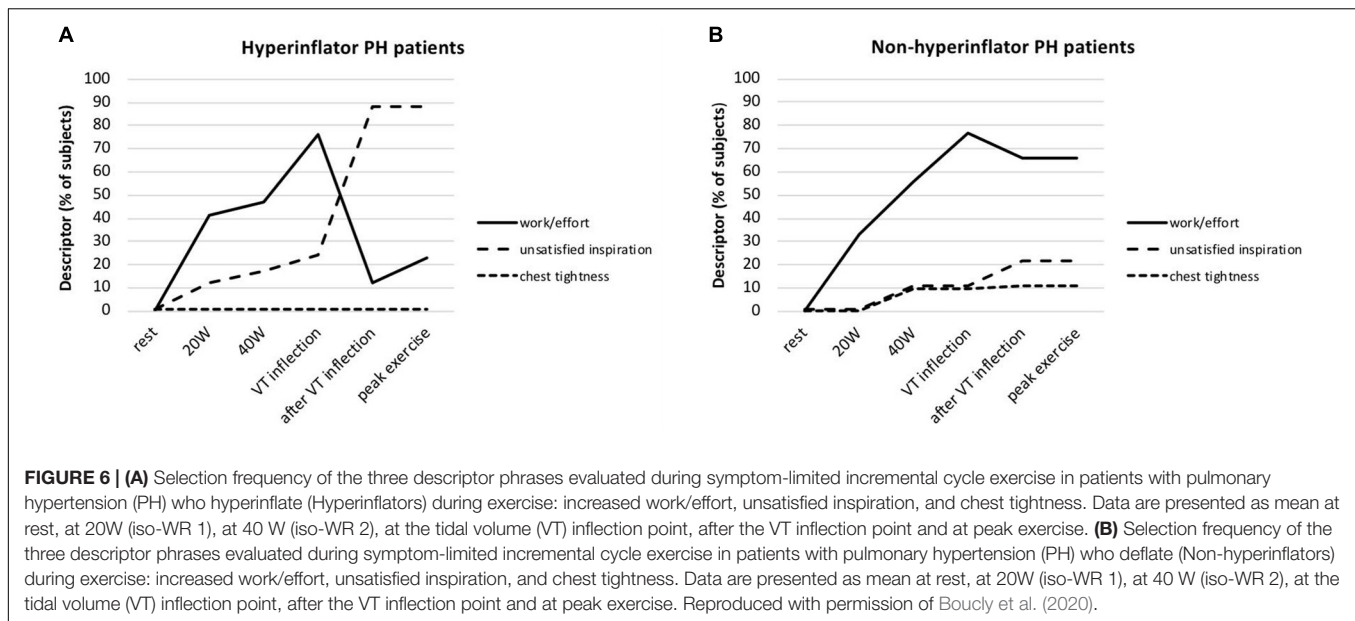 A
Hyperinflator PH patients
Descriptor (% of subjects)
100
90
80
70
60
50
40
30
20
10
0
rest
20W
40W
VT inflection
after VT inflection
peak exercise
work/effort
unsatisfied inspiration
chest tightness
B
Non-hyperinflator PH patients
Descriptor (% of subjects)
100
90
80
70
60
50
40
30
20
10
0
rest
20W
40W
VT inflection
after VT inflection
peak exercise
work/effort
unsatisfied inspiration
chest tightness
FIGURE 6 | (A) Selection frequency of the three descriptor phrases evaluated during symptom-limited incremental cycle exercise in patients with pulmonary
hypertension (PH) who hyperinflate (Hyperinflators) during exercise: increased work/effort, unsatisfied inspiration, and chest tightness. Data are presented as mean at
rest, at 20W (iso-WR 1), at 40 W (iso-WR 2), at the tidal volume (VT) inflection point, after the VT inflection point and at peak exercise. (B) Selection frequency of the
three descriptor phrases evaluated during symptom-limited incremental cycle exercise in patients with pulmonary hypertension (PH) who deflate (Non-hyperinflators)
during exercise: increased work/effort, unsatisfied inspiration, and chest tightness. Data are presented as mean at rest, at 20W (iso-WR 1), at 40 W (iso-WR 2), at the
tidal volume (VT) inflection point, after the VT inflection point and at peak exercise. Reproduced with permission of Boucly et al. (2020).